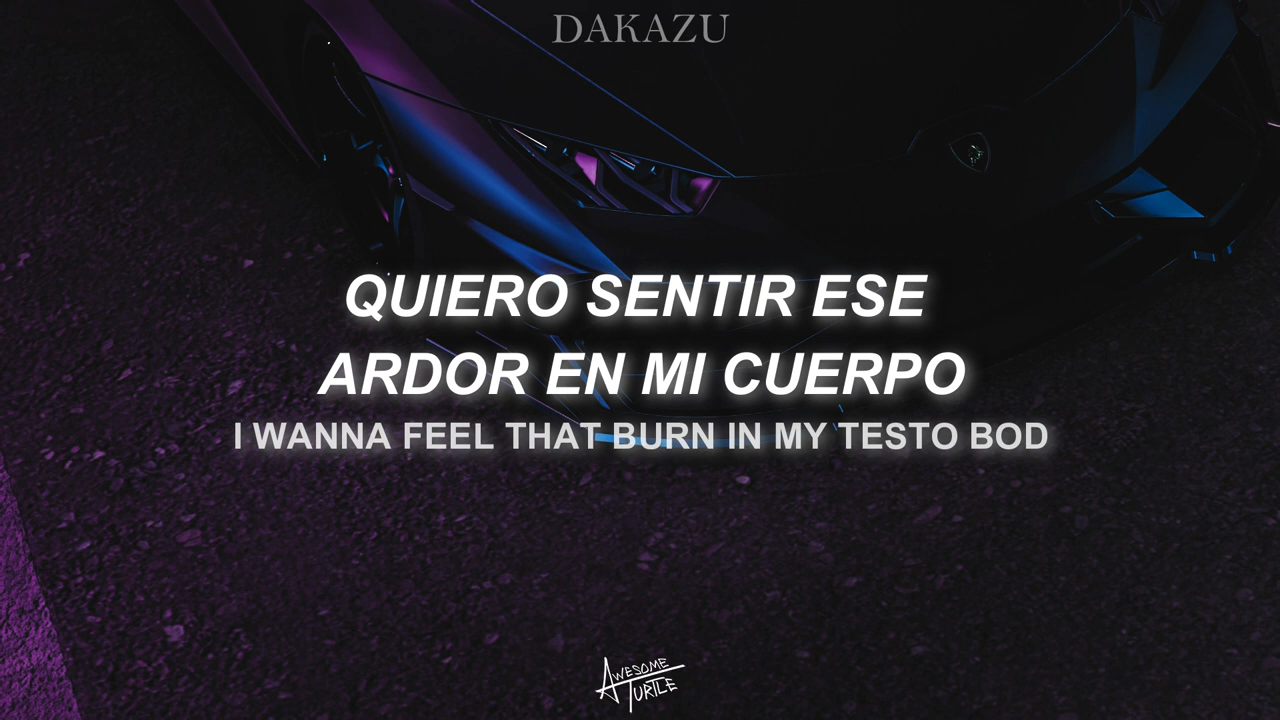 DAKAZU
QUIERO SENTIR ESE
ARDOR EN MI CUERPO
I WANNA FEEL THAT BURN IN MY TESTO BOD
AWESOME
TURTLE